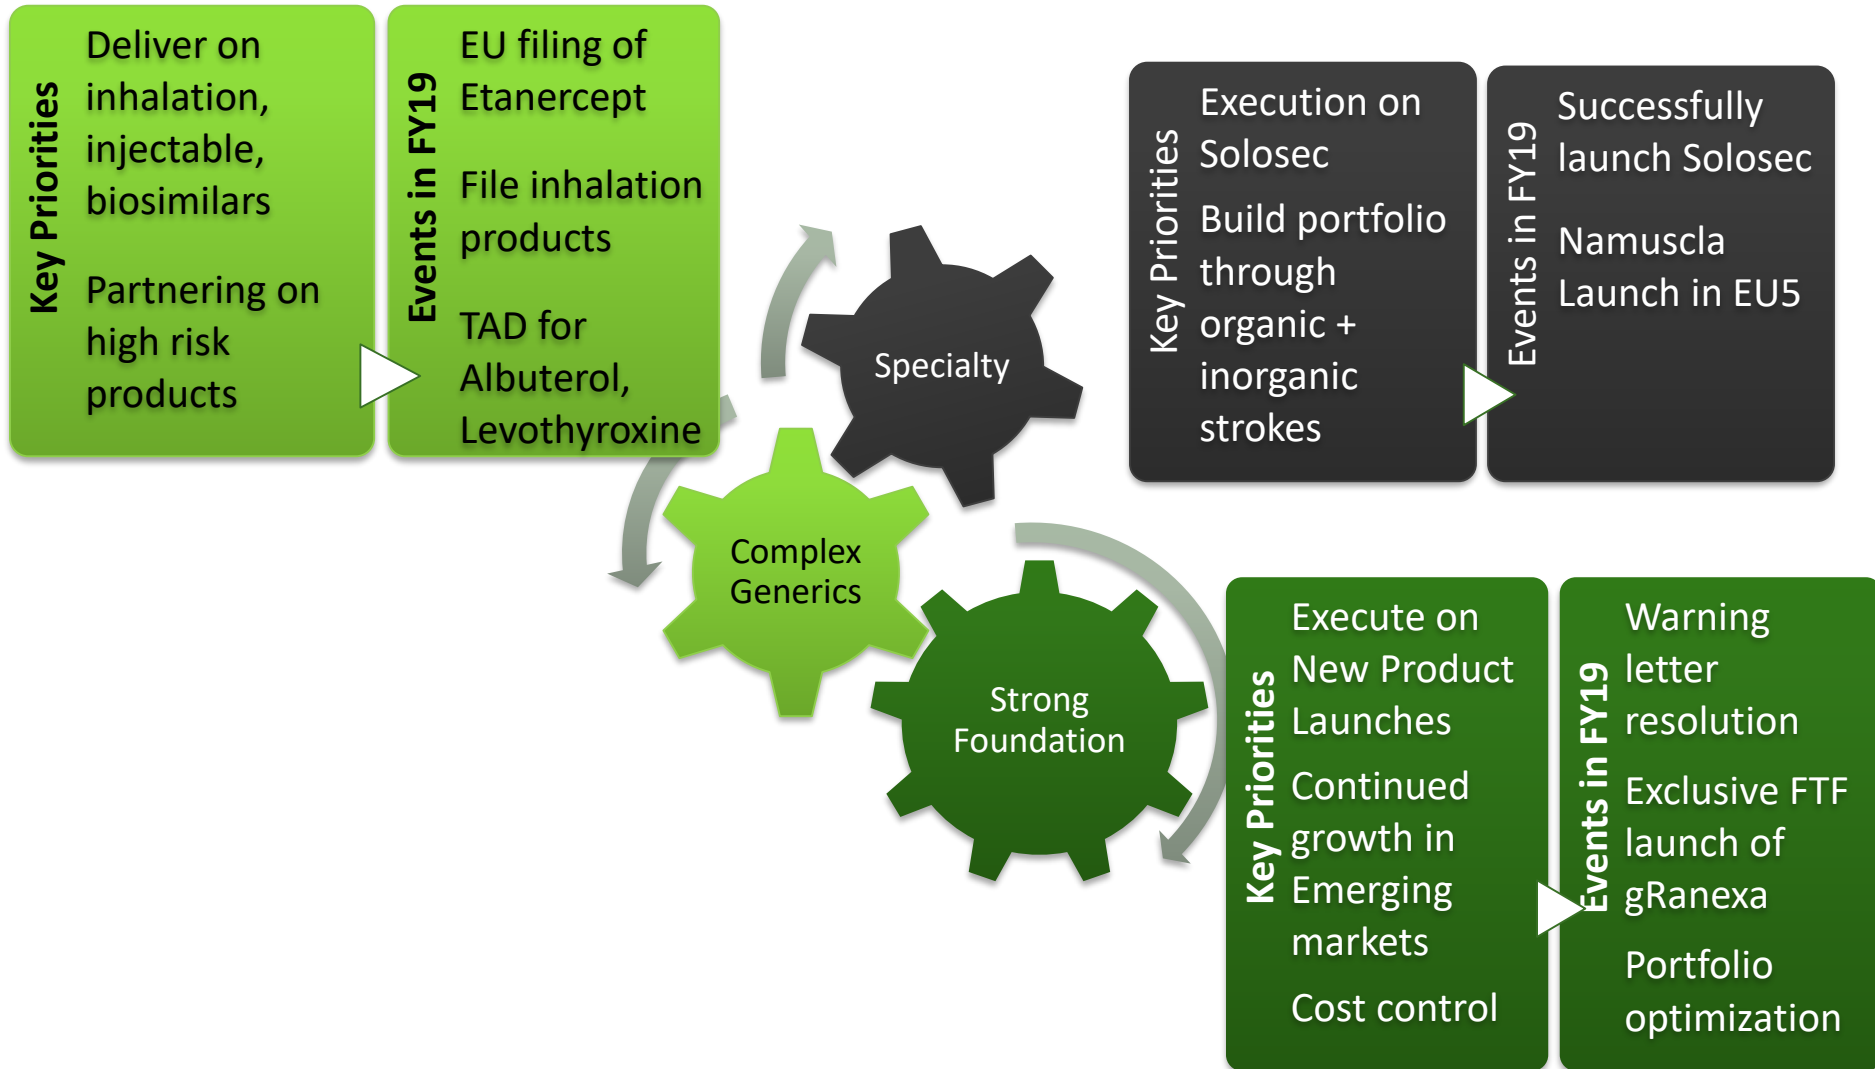 Key Priorities
Deliver on
inhalation,
injectable,
biosimilars
Partnering on
high risk
products
Events in FY19
EU filing of
Etanercept
File inhalation
products
TAD for
Albuterol,
Levothyroxine
Specialty
Complex
Generics
Strong
Foundation
Key Priorities
Execution on
Solosec
Build portfolio
through
organic +
inorganic
strokes
Events in FY19
Successfully
launch Solosec
Namuscla
Launch in EU5
Key Priorities
Execute on
New Product
Launches
Continued
growth in
Emerging
markets
Cost control
Events in FY19
Warning
letter
resolution
Exclusive FTF
launch of
gRanexa
Portfolio
optimization